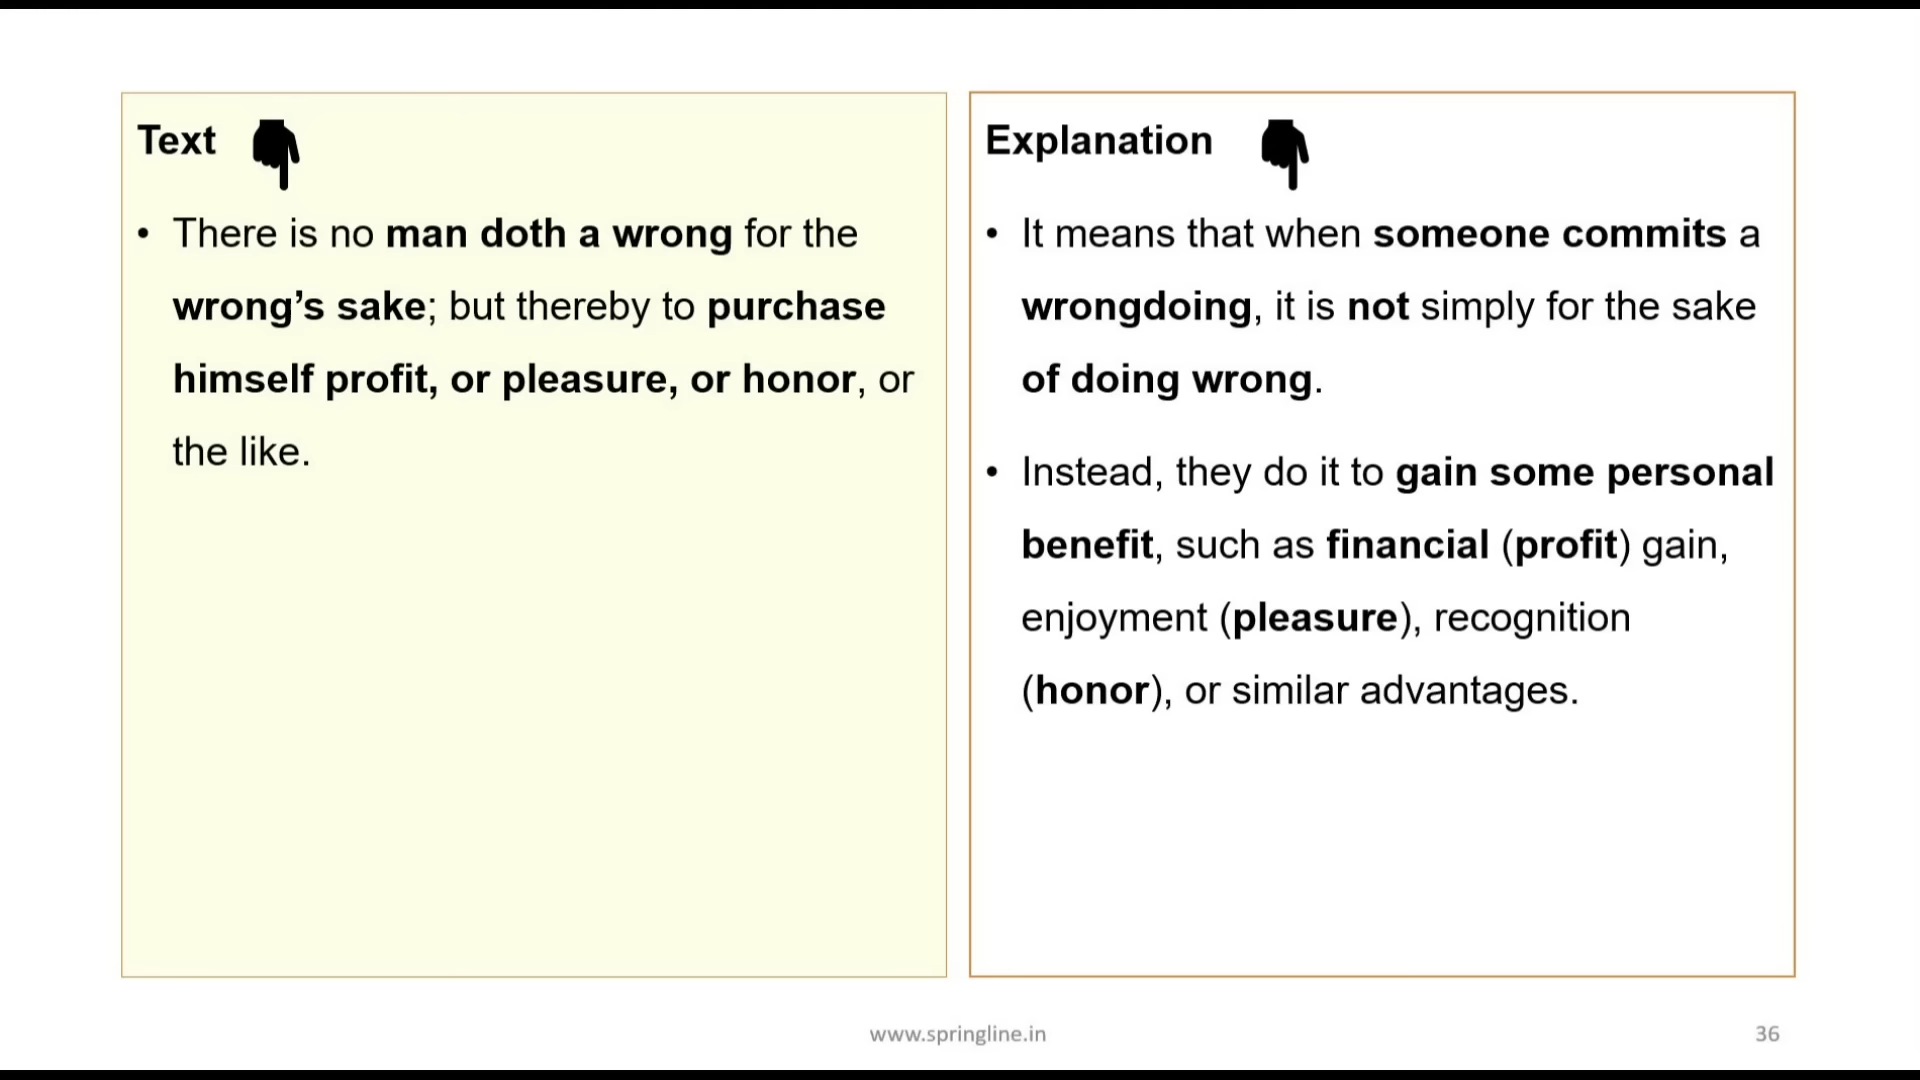 Text
• There is no man doth a wrong for the
wrong’s sake; but thereby to purchase
himself profit, or pleasure, or honor, or
the like.
Explanation
• It means that when someone commits a
wrongdoing, it is not simply for the sake
of doing wrong.
• Instead, they do it to gain some personal
benefit, such as financial (profit) gain,
enjoyment (pleasure), recognition
(honor), or similar advantages.
www.springline.in
36